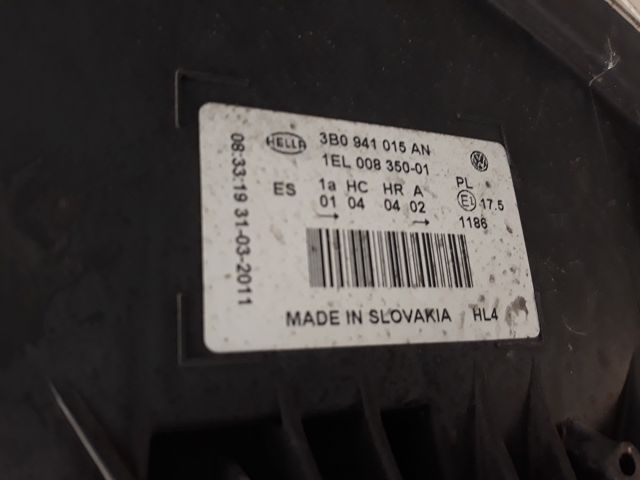 HELLA 3B0 941 015 AN
1EL 008 350-01
ES 1a HC HR A PL
01 04 04 02 E1 17.5
1186
MADE IN SLOVAKIA HL4
08:33:19 31-03-2011